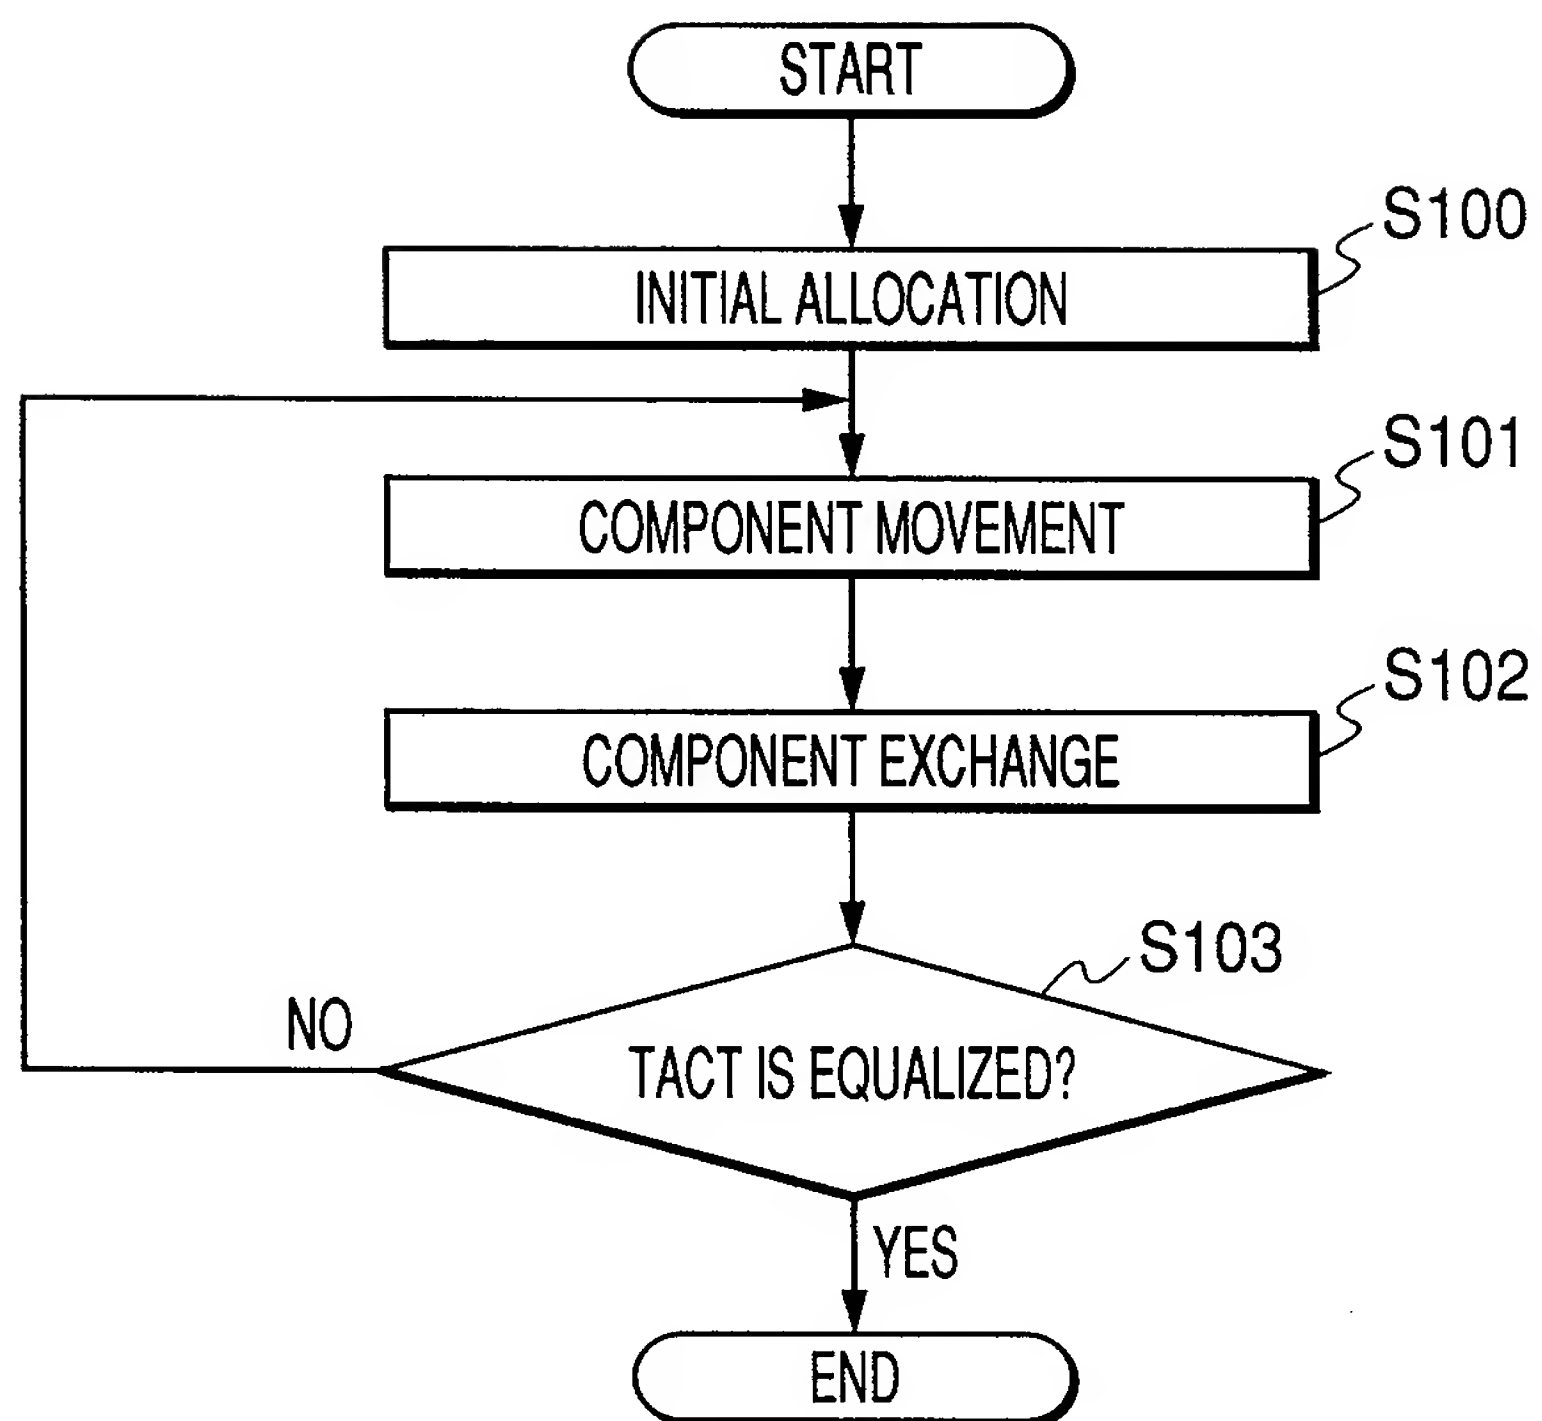 START
S100
INITIAL ALLOCATION
S101
COMPONENT MOVEMENT
S102
COMPONENT EXCHANGE
S103
NO
TACT IS EQUALIZED?
YES
END